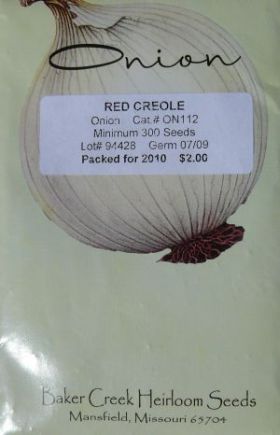 Onion
RED CREOLE
Onion Cat.# ON112
Minimum 300 Seeds
Lot# 94428 Germ 07/09
Packed for 2010 $2.00
Baker Creek Heirloom Seeds
Mansfield, Missouri 65704